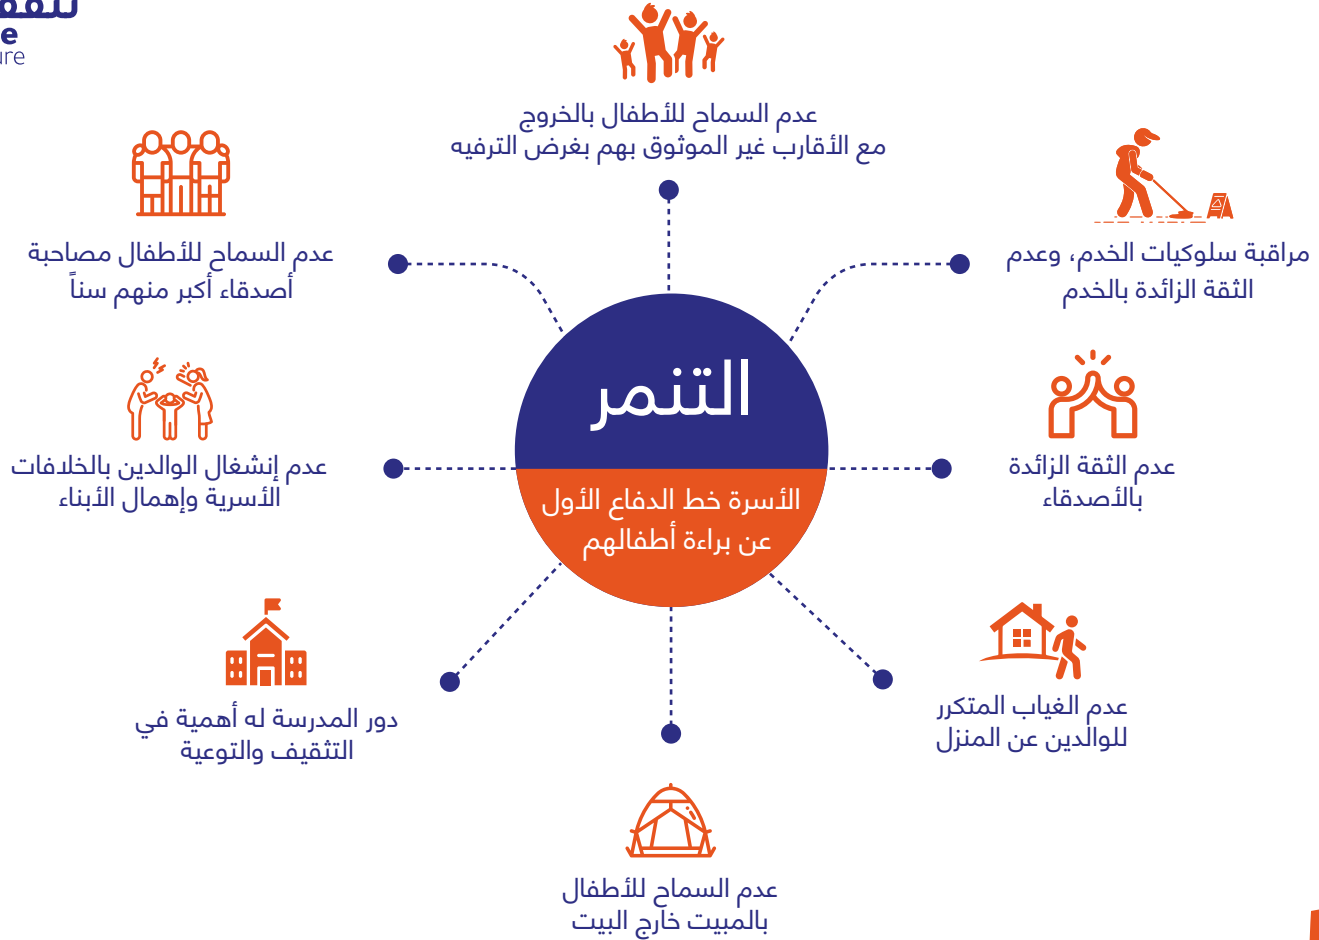 عدم السماح للأطفال بالخروج
مع الأقارب غير الموثوق بهم بغرض الترفيه
مراقبة سلوكيات الخدم، وعدم
الثقة الزائدة بالخدم
عدم السماح للأطفال مصاحبة
أصدقاء أكبر منهم سناً
التنمر
الأسرة خط الدفاع الأول
عن براءة أطفالهم
عدم الثقة الزائدة
بالأصدقاء
عدم إنشغال الوالدين بالخلافات
الأسرية وإهمال الأبناء
عدم الغياب المتكرر
للوالدين عن المنزل
دور المدرسة له أهمية في
التثقيف والتوعية
عدم السماح للأطفال
بالمبيت خارج البيت